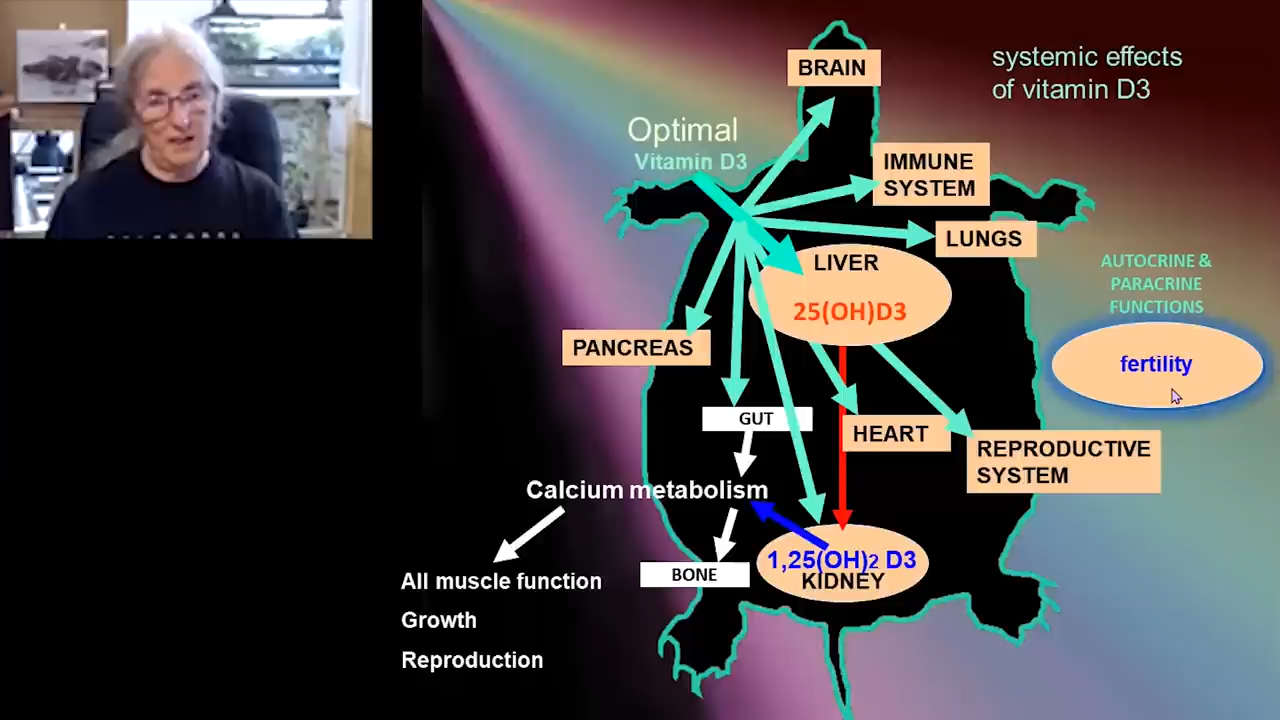 systemic effects
of vitamin D3
BRAIN
Optimal
Vitamin D3
IMMUNE
SYSTEM
LUNGS
LIVER
25(OH)D3
AUTOCRINE &
PARACRINE
FUNCTIONS
fertility
PANCREAS
GUT
HEART
REPRODUCTIVE
SYSTEM
Calcium metabolism
1,25(OH)2 D3
KIDNEY
BONE
All muscle function
Growth
Reproduction